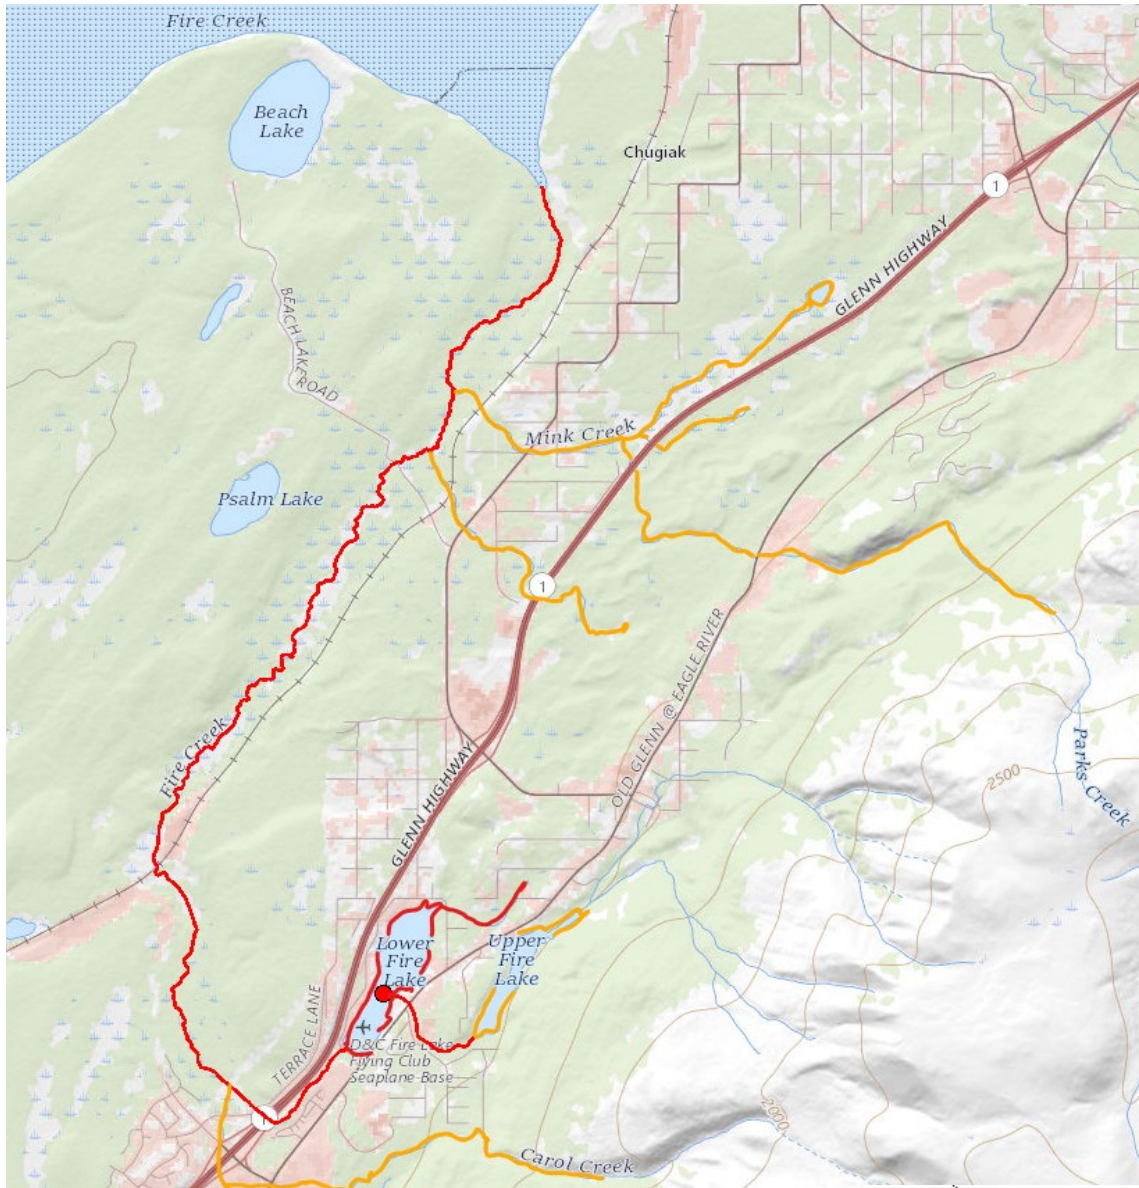 Fire Creek
Beach
Lake
Chugiak
1
GLENN HIGHWAY
BEACH LAKE ROAD
Mink Creek
Psalm Lake
1
OLD GLENN @ EAGLE RIVER
Fire Creek
GLENN HIGHWAY
2500
Parks Creek
Lower
Fire
Lake
Upper
Fire
Lake
TERRACE LANE
D&C Fire Lake
Flying Club
Seaplane Base
1
2000
Carol Creek